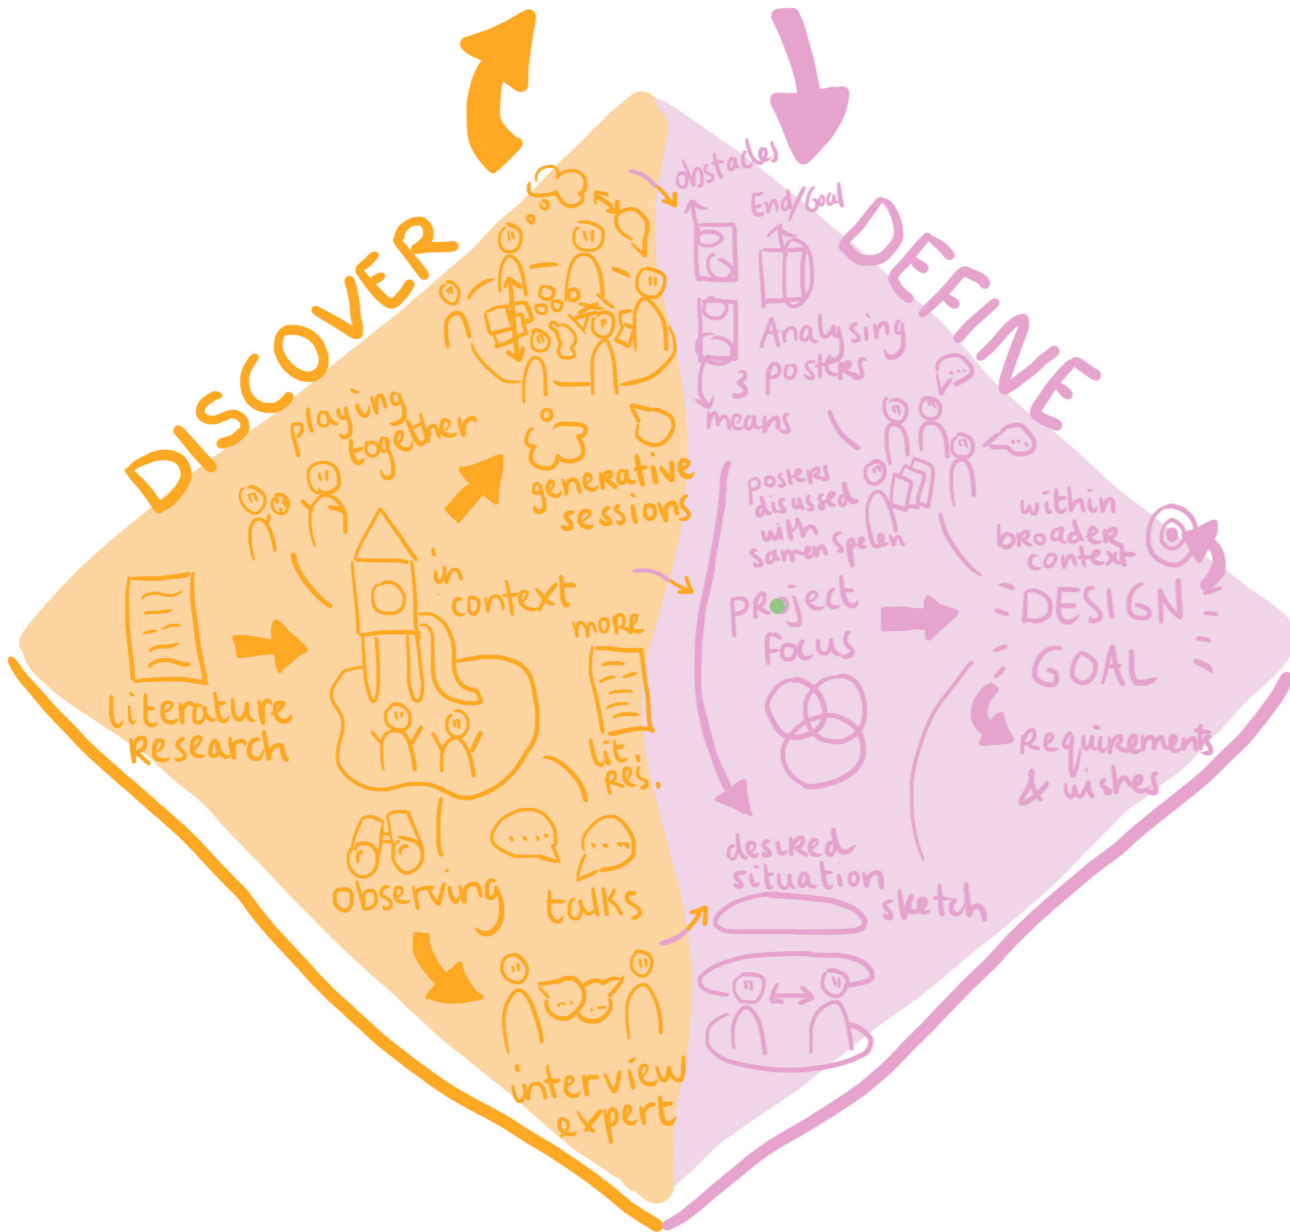 DISCOVER
playing
together
generative
sessions
in
context
literature
Research
more
lit.
Res.
observing
talks
interview
expert
DEFINE
obstacles
End/Goal
Analysing
3 posters
means
posters
discussed
with
samen spelen
within
broader
context
project
focus
DESIGN
GOAL
Requirements
& wishes
desired
situation
sketch